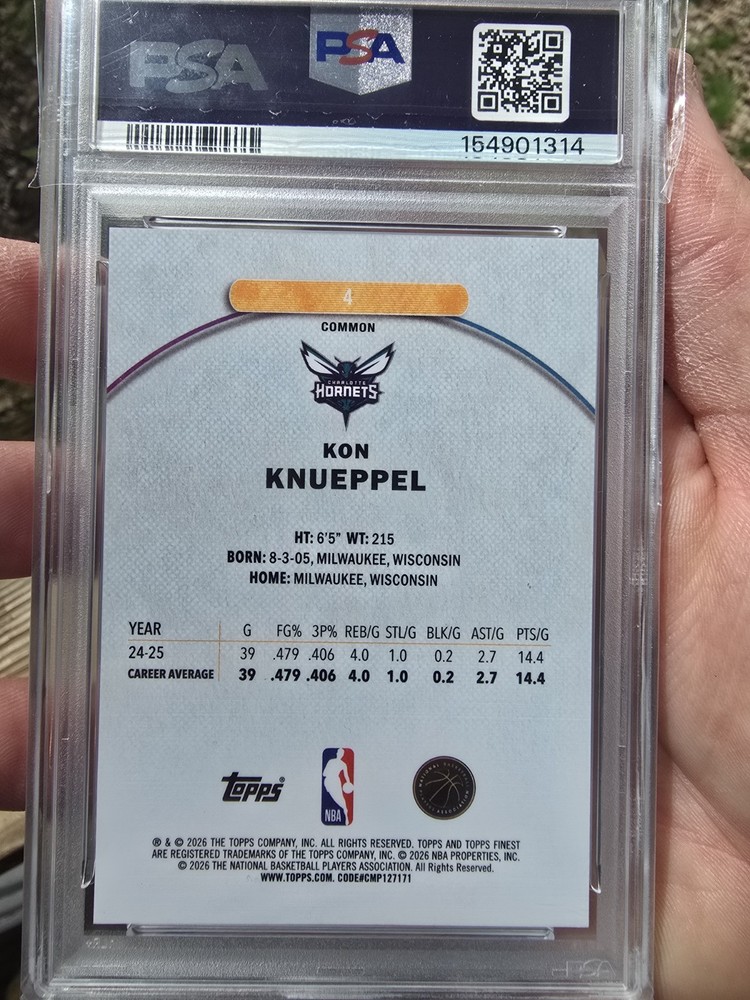 PSA PSA
154901314
4
COMMON
CHARLOTTE
HORNETS
KON
KNUEPPEL
HT: 6'5" WT: 215
BORN: 8-3-05, MILWAUKEE, WISCONSIN
HOME: MILWAUKEE, WISCONSIN
YEAR G FG% 3P% REB/G STL/G BLK/G AST/G PTS/G
24-25 39 .479 .406 4.0 1.0 0.2 2.7 14.4
CAREER AVERAGE 39 .479 .406 4.0 1.0 0.2 2.7 14.4
Topps® NBA NATIONAL BASKETBALL PLAYERS ASSOCIATION
® & © 2026 THE TOPPS COMPANY, INC. ALL RIGHTS RESERVED. TOPPS AND TOPPS FINEST
ARE REGISTERED TRADEMARKS OF THE TOPPS COMPANY, INC. © 2026 NBA PROPERTIES, INC.
© 2026 THE NATIONAL BASKETBALL PLAYERS ASSOCIATION. All Rights Reserved.
WWW.TOPPS.COM. CODE#CMP127171
PSA